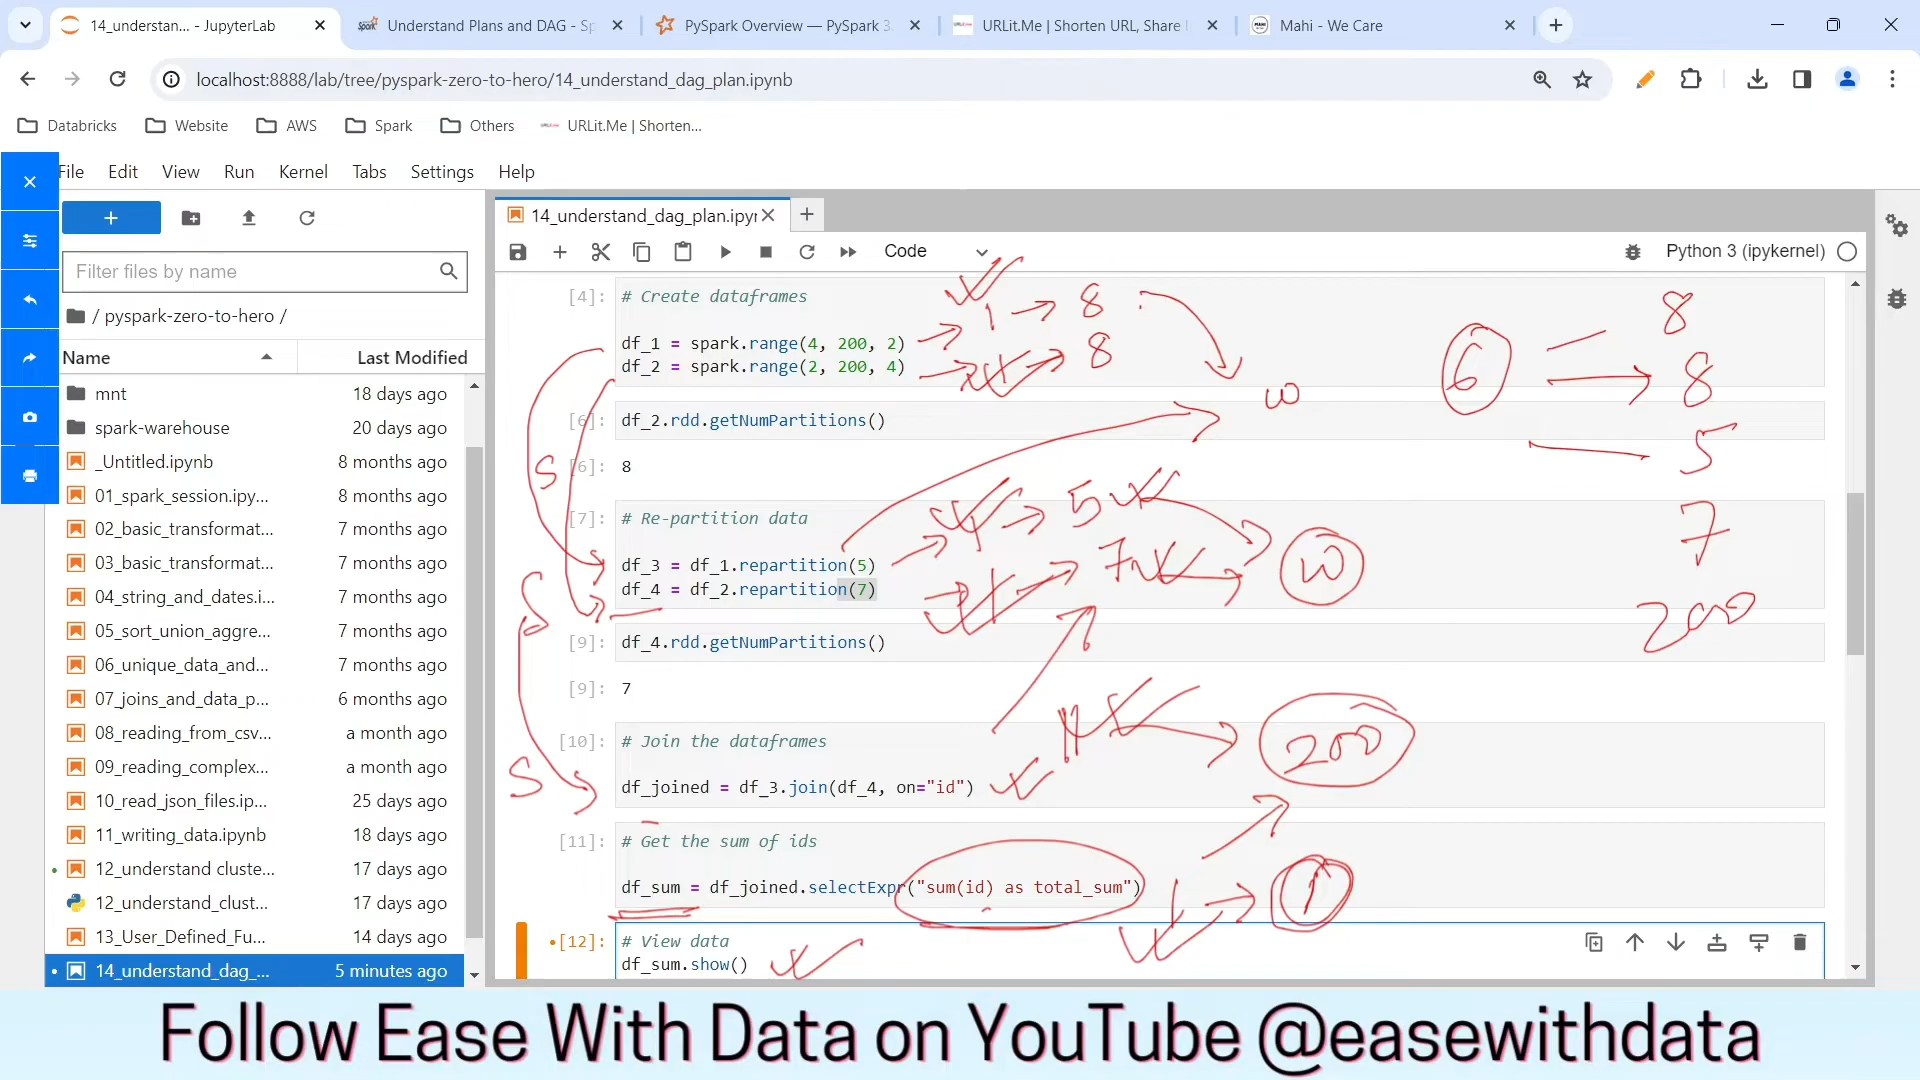 14_understan... - JupyterLab
Understand Plans and DAG - Sp
PySpark Overview — PySpark 3.
URLit.Me | Shorten URL, Share
Mahi - We Care
localhost:8888/lab/tree/pyspark-zero-to-hero/14_understand_dag_plan.ipynb
Databricks
Website
AWS
Spark
Others
URLit.Me | Shorten...
File Edit View Run Kernel Tabs Settings Help
Filter files by name
/ pyspark-zero-to-hero /
Name Last Modified
mnt 18 days ago
spark-warehouse 20 days ago
_Untitled.ipynb 8 months ago
01_spark_session.ipy... 8 months ago
02_basic_transformat... 7 months ago
03_basic_transformat... 7 months ago
04_string_and_dates.i... 7 months ago
05_sort_union_aggre... 7 months ago
06_unique_data_and... 7 months ago
07_joins_and_data_p... 6 months ago
08_reading_from_csv... a month ago
09_reading_complex... a month ago
10_read_json_files.ip... 25 days ago
11_writing_data.ipynb 18 days ago
12_understand cluste... 17 days ago
12_understand_clust... 17 days ago
13_User_Defined_Fu... 14 days ago
14_understand_dag_... 5 minutes ago
14_understand_dag_plan.ipyn
Code
Python 3 (ipykernel)
[4]: # Create dataframes
df_1 = spark.range(4, 200, 2)
df_2 = spark.range(2, 200, 4)
[6]: df_2.rdd.getNumPartitions()
[6]: 8
[7]: # Re-partition data
df_3 = df_1.repartition(5)
df_4 = df_2.repartition(7)
[9]: df_4.rdd.getNumPartitions()
[9]: 7
[10]: # Join the dataframes
df_joined = df_3.join(df_4, on="id")
[11]: # Get the sum of ids
df_sum = df_joined.selectExpr("sum(id) as total_sum")
[12]: # View data
df_sum.show()
1 8
8
10
S
5
7
10
S
S
200
1
6
8
8
5
7
200
Follow Ease With Data on YouTube @easewithdata